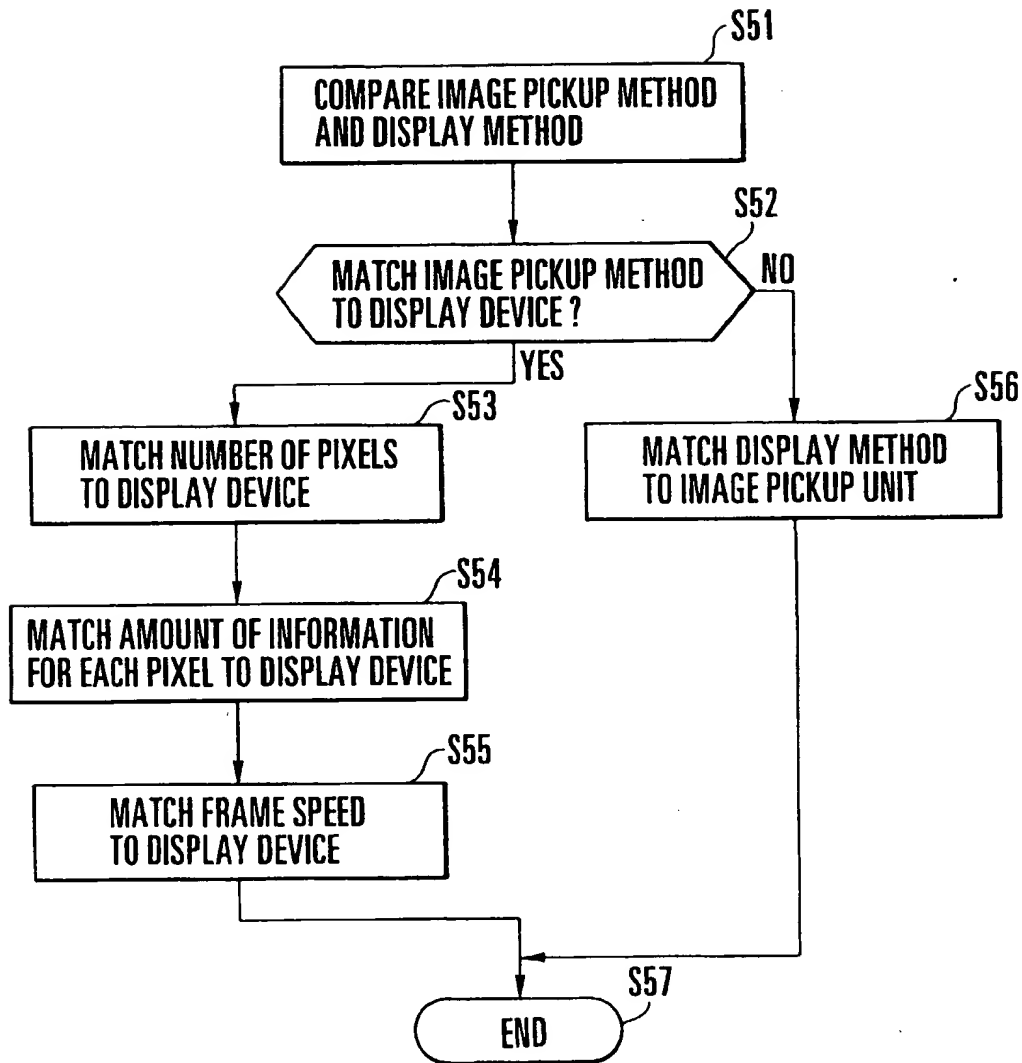 S51
COMPARE IMAGE PICKUP METHOD
AND DISPLAY METHOD
S52
MATCH IMAGE PICKUP METHOD
TO DISPLAY DEVICE ?
NO
YES
S53
MATCH NUMBER OF PIXELS
TO DISPLAY DEVICE
S56
MATCH DISPLAY METHOD
TO IMAGE PICKUP UNIT
S54
MATCH AMOUNT OF INFORMATION
FOR EACH PIXEL TO DISPLAY DEVICE
S55
MATCH FRAME SPEED
TO DISPLAY DEVICE
S57
END